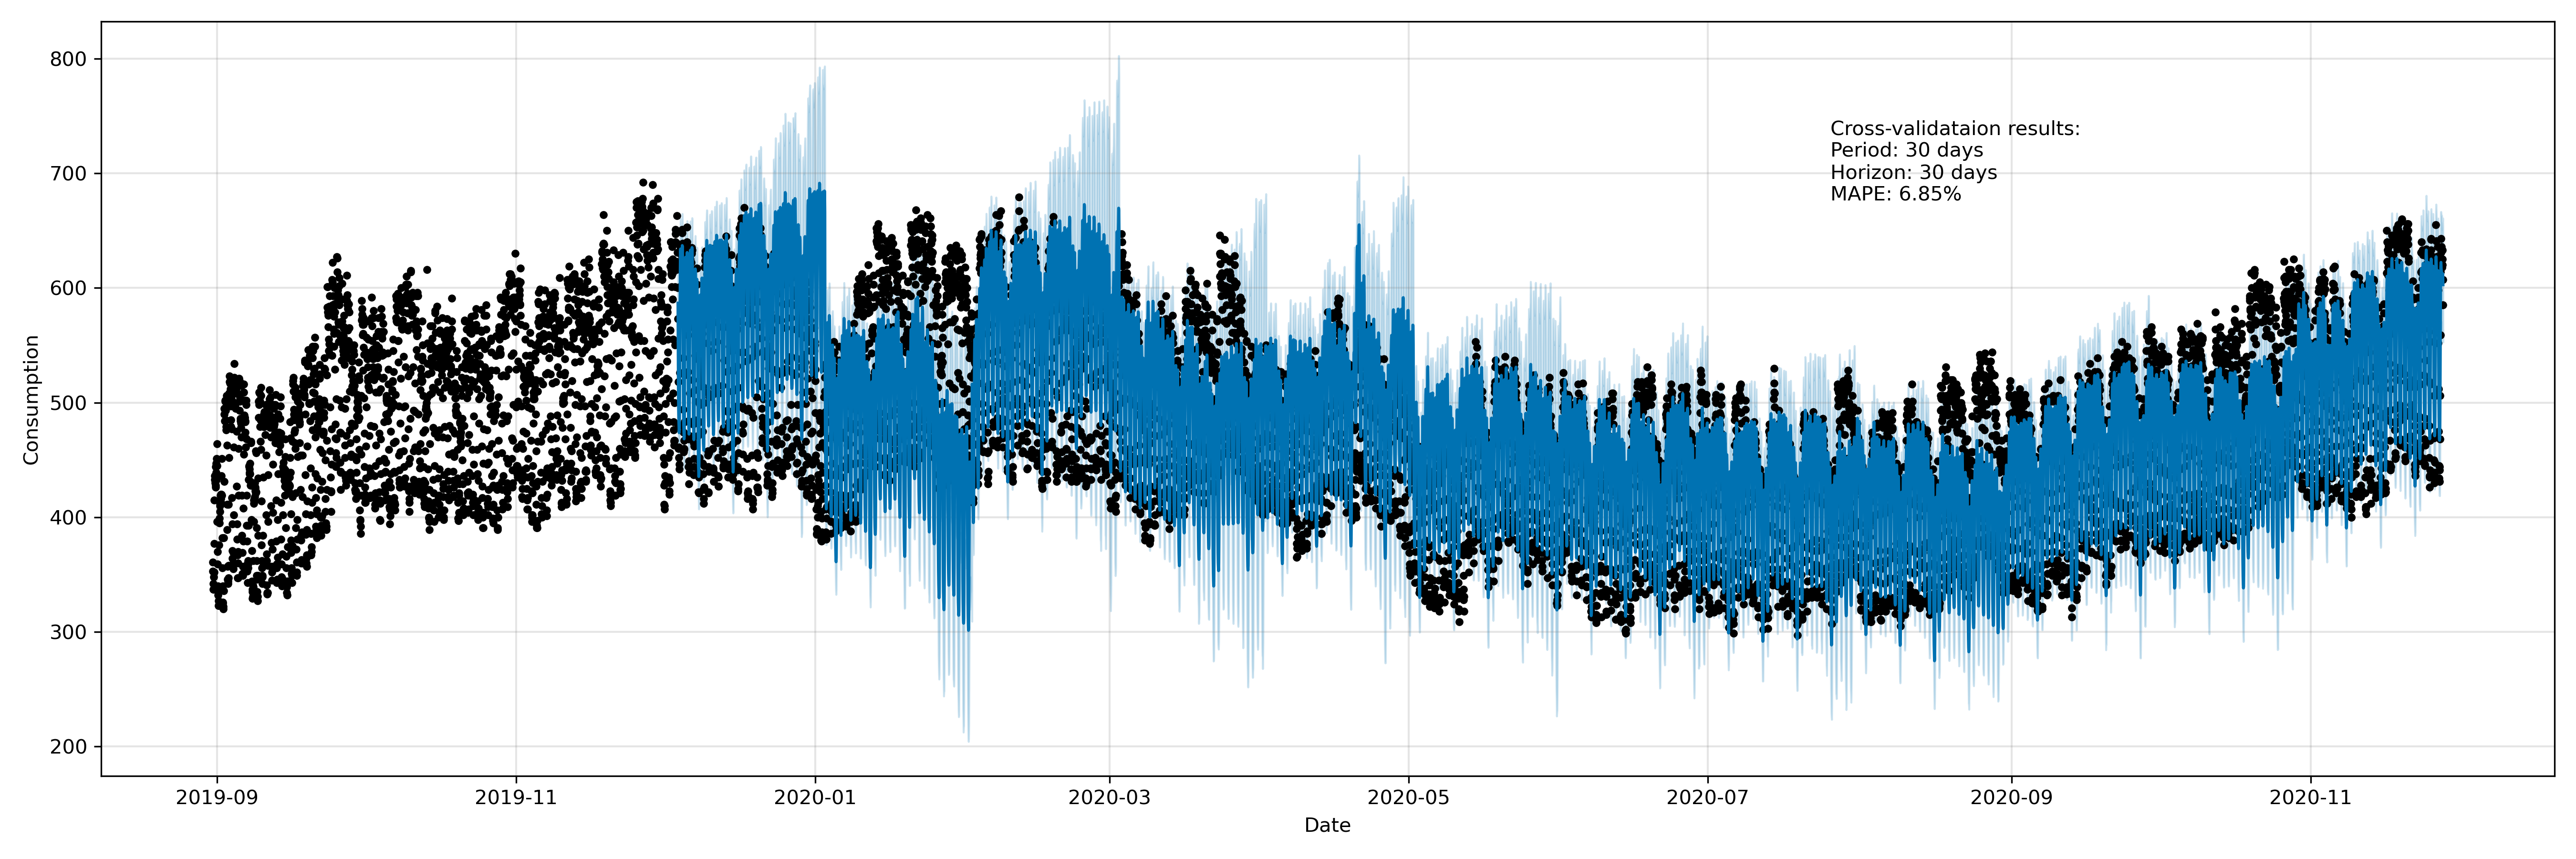 800
700
600
500
400
300
200
Consumption
Cross-validataion results:
Period: 30 days
Horizon: 30 days
MAPE: 6.85%
2019-09 2019-11 2020-01 2020-03 2020-05 2020-07 2020-09 2020-11
Date